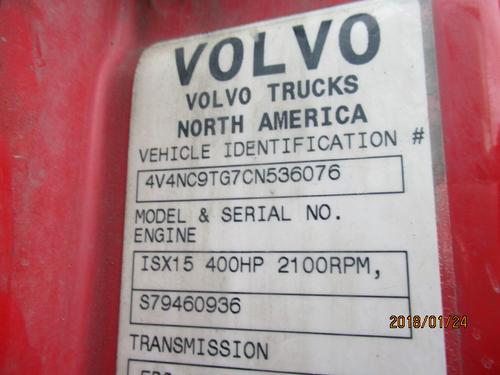 VOLVO
VOLVO TRUCKS
NORTH AMERICA
VEHICLE IDENTIFICATION #
4V4NC9TG7CN536076
MODEL & SERIAL NO.
ENGINE
ISX15 400HP 2100RPM,
S79460936
2018/01/24
TRANSMISSION